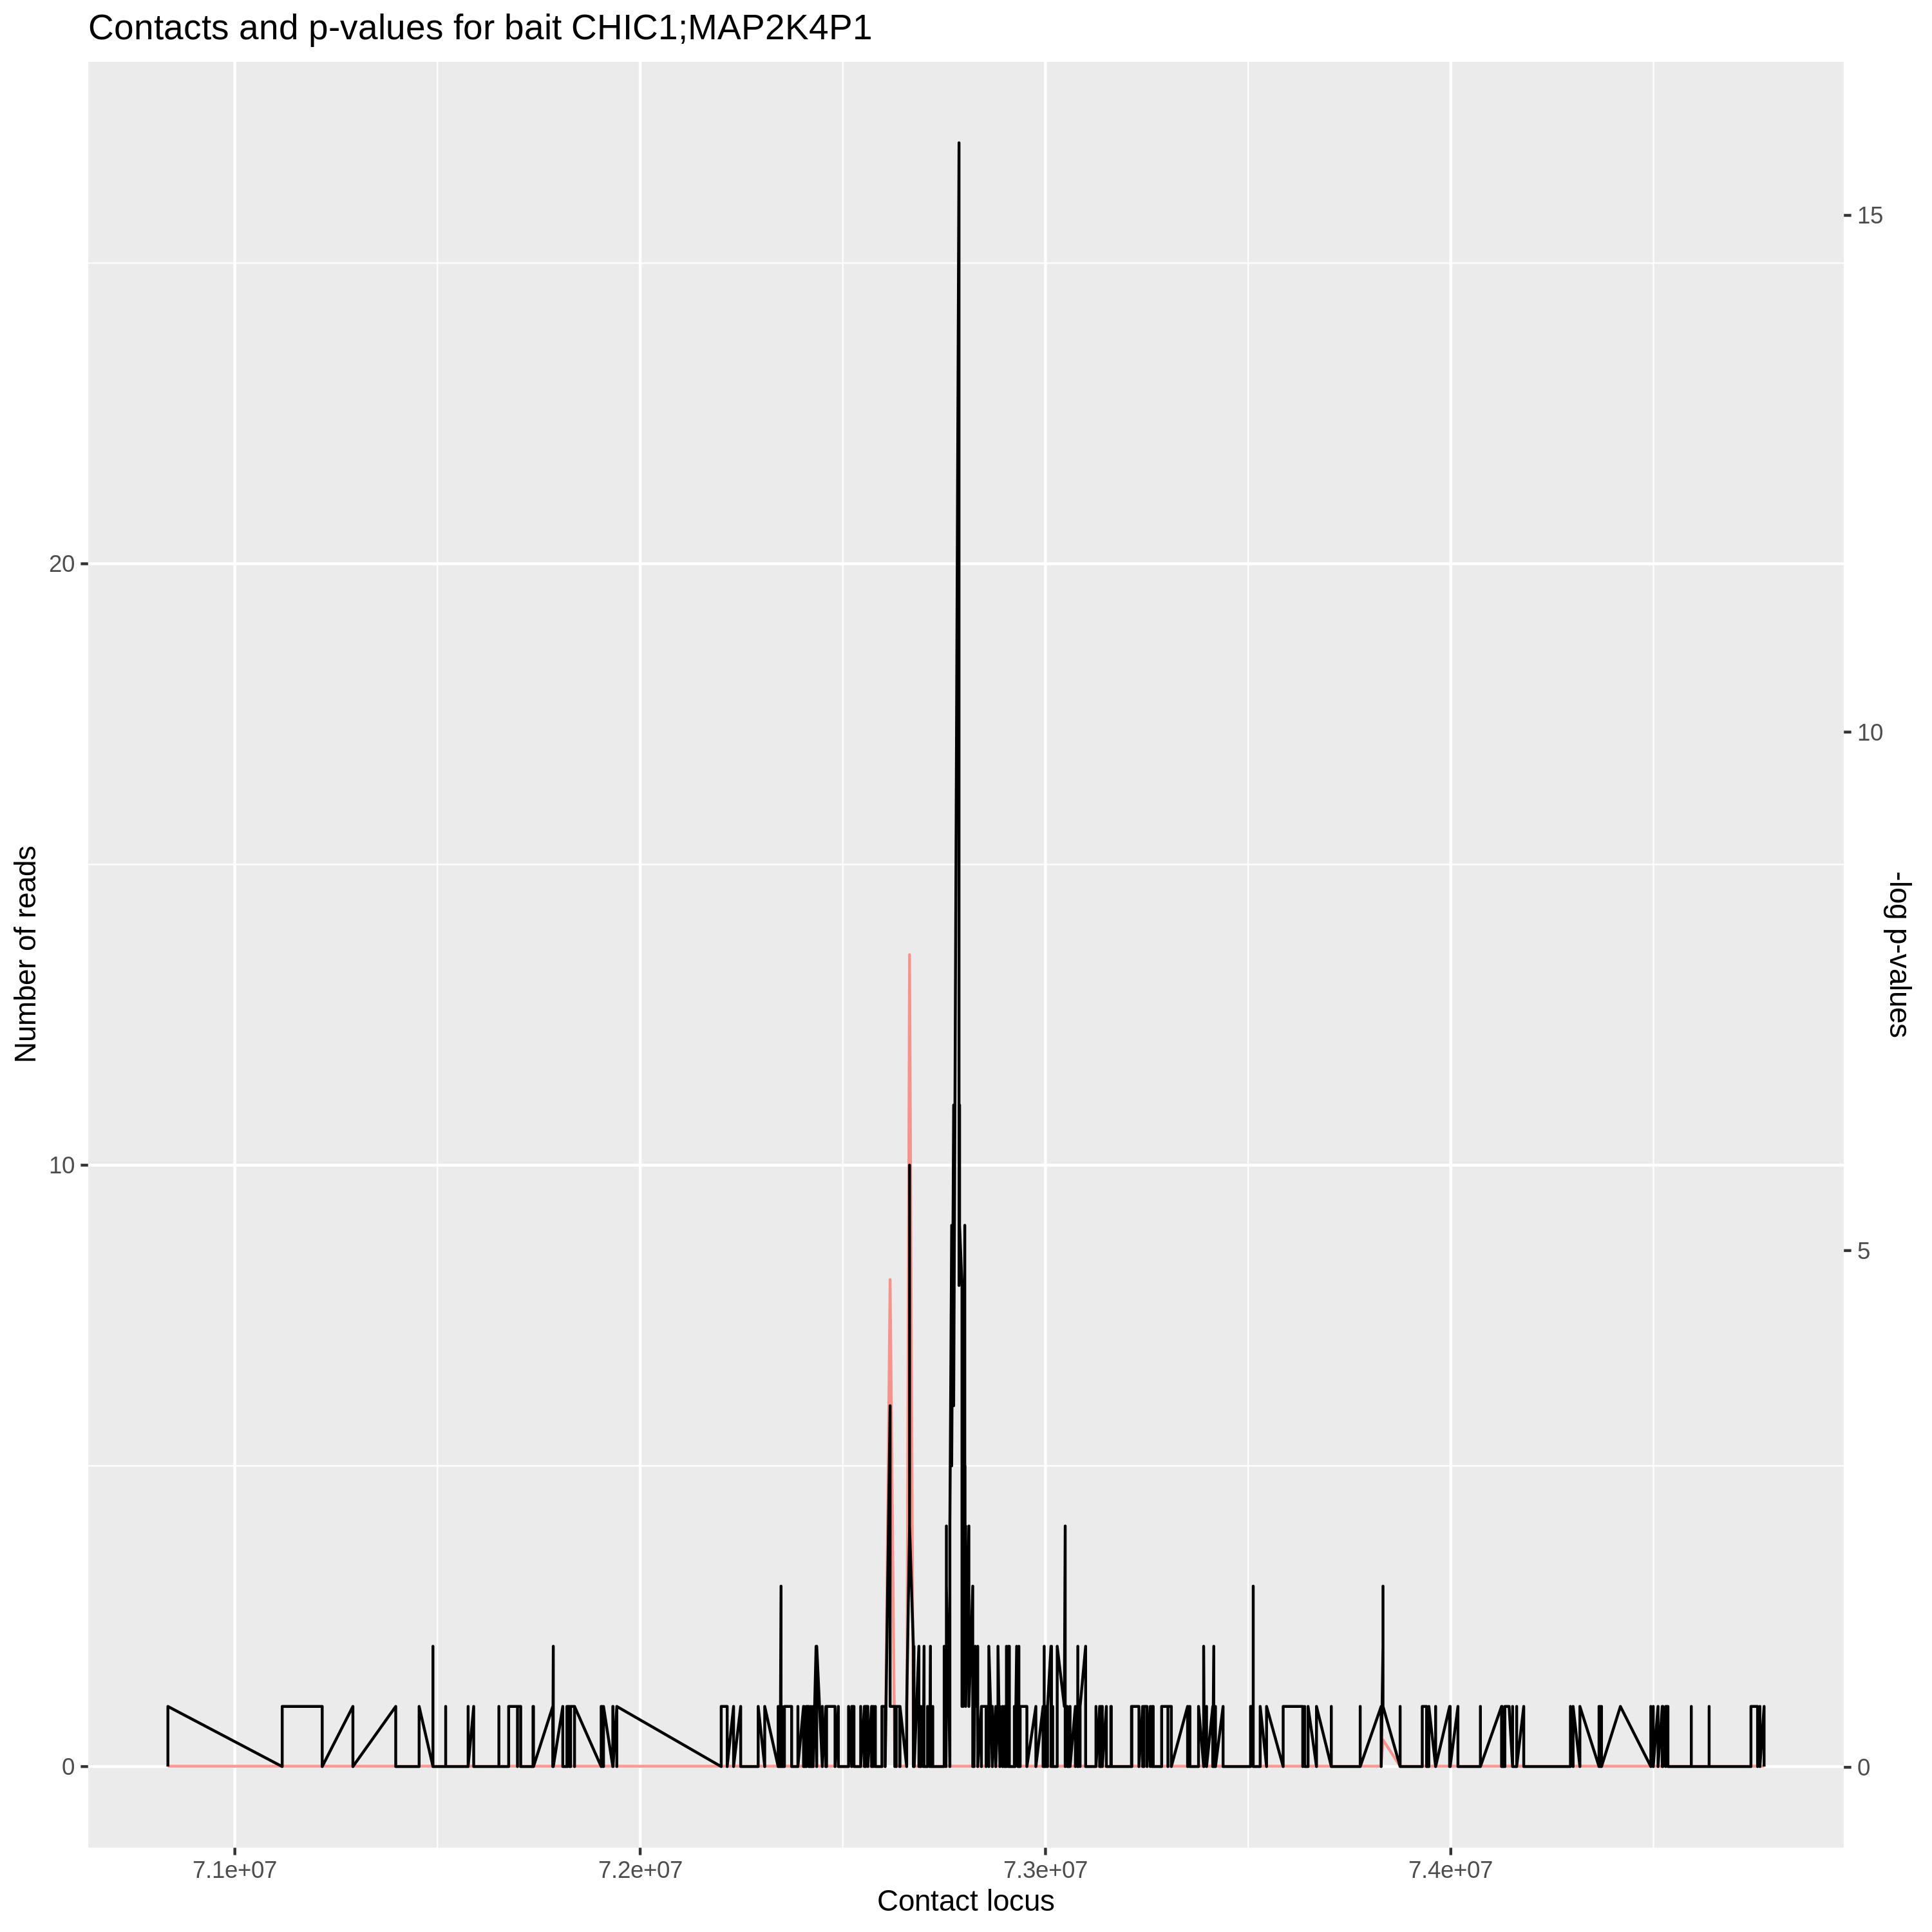 Contacts and p-values for bait CHIC1;MAP2K4P1
15
20
10
10
5
0
0
Number of reads
-log p-values
7.1e+07
7.2e+07
7.3e+07
7.4e+07
Contact locus